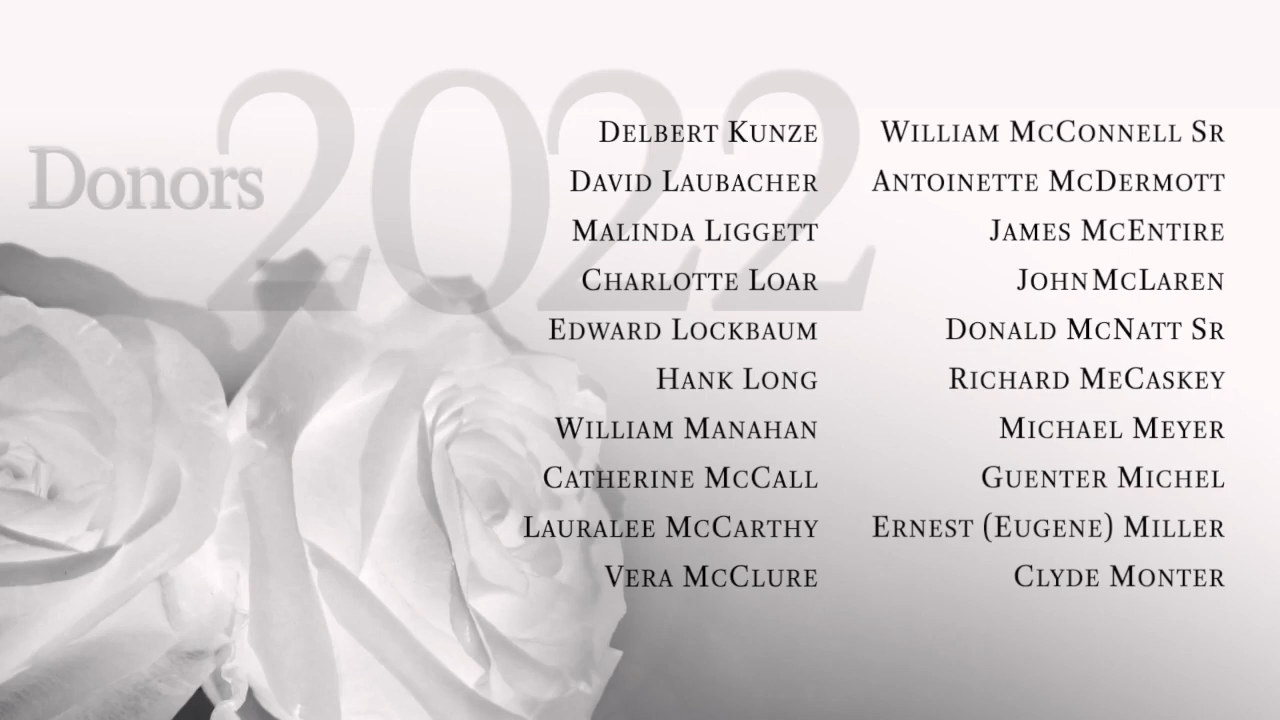 2022
Donors
Delbert Kunze
David Laubacher
Malinda Liggett
Charlotte Loar
Edward Lockbaum
Hank Long
William Manahan
Catherine McCall
Lauralee McCarthy
Vera McClure
William McConnell Sr
Antoinette McDermott
James McEntire
John McLaren
Donald McNatt Sr
Richard MeCaskey
Michael Meyer
Guenter Michel
Ernest (Eugene) Miller
Clyde Monter